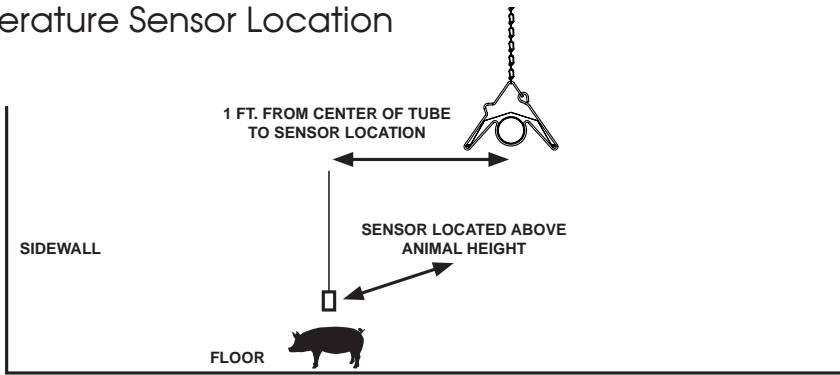 erature Sensor Location
1 FT. FROM CENTER OF TUBE
TO SENSOR LOCATION
SENSOR LOCATED ABOVE
ANIMAL HEIGHT
SIDEWALL
FLOOR